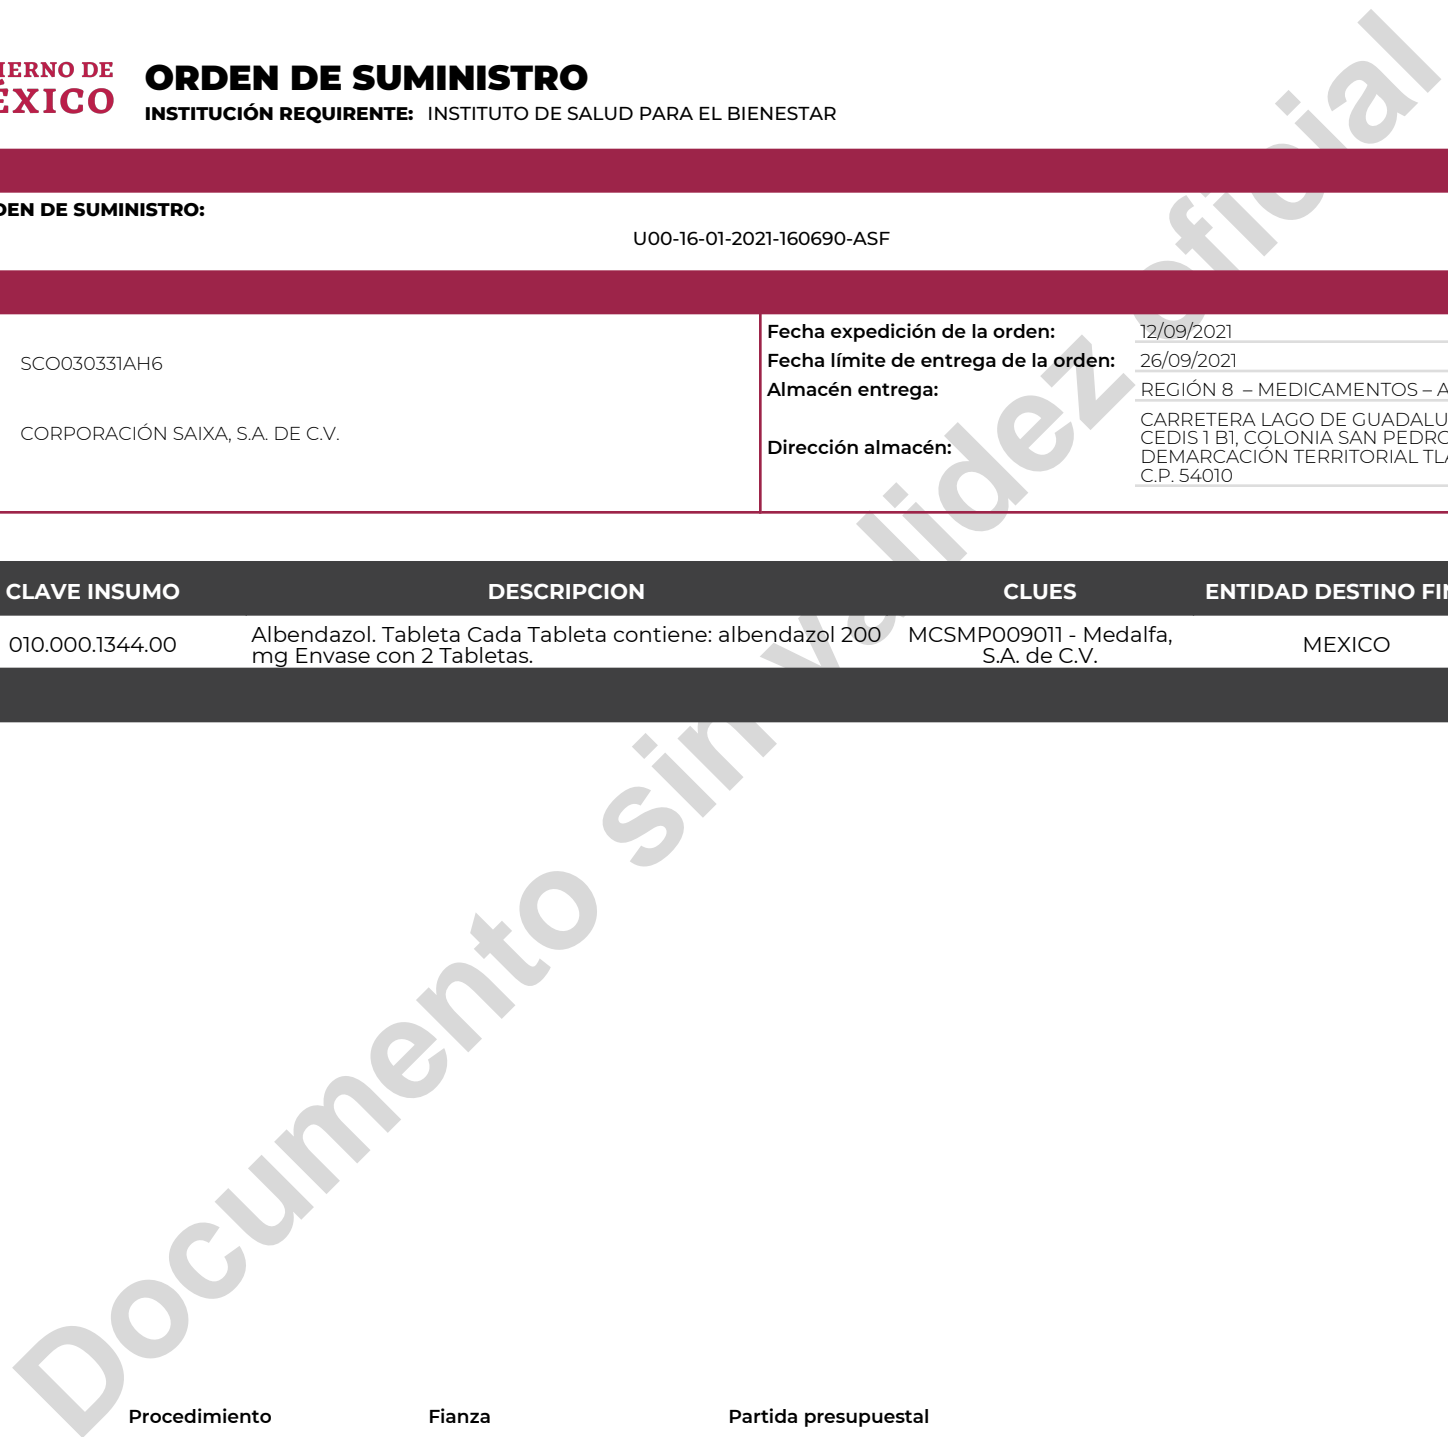 IERNO DE
ÉXICO
ORDEN DE SUMINISTRO
INSTITUCIÓN REQUIRENTE: INSTITUTO DE SALUD PARA EL BIENESTAR
DEN DE SUMINISTRO:
U00-16-01-2021-160690-ASF
SCO030331AH6
CORPORACIÓN SAIXA, S.A. DE C.V.
Fecha expedición de la orden: 12/09/2021
Fecha límite de entrega de la orden: 26/09/2021
Almacén entrega: REGIÓN 8 – MEDICAMENTOS – A
Dirección almacén:
CARRETERA LAGO DE GUADALU
CEDIS 1 B1, COLONIA SAN PEDRO
DEMARCACIÓN TERRITORIAL TLA
C.P. 54010
CLAVE INSUMO DESCRIPCION CLUES ENTIDAD DESTINO FIN
010.000.1344.00
Albendazol. Tableta Cada Tableta contiene: albendazol 200
mg Envase con 2 Tabletas.
MCSMP009011 - Medalfa,
S.A. de C.V.
MEXICO
Documento sin validez oficial
Procedimiento Fianza Partida presupuestal